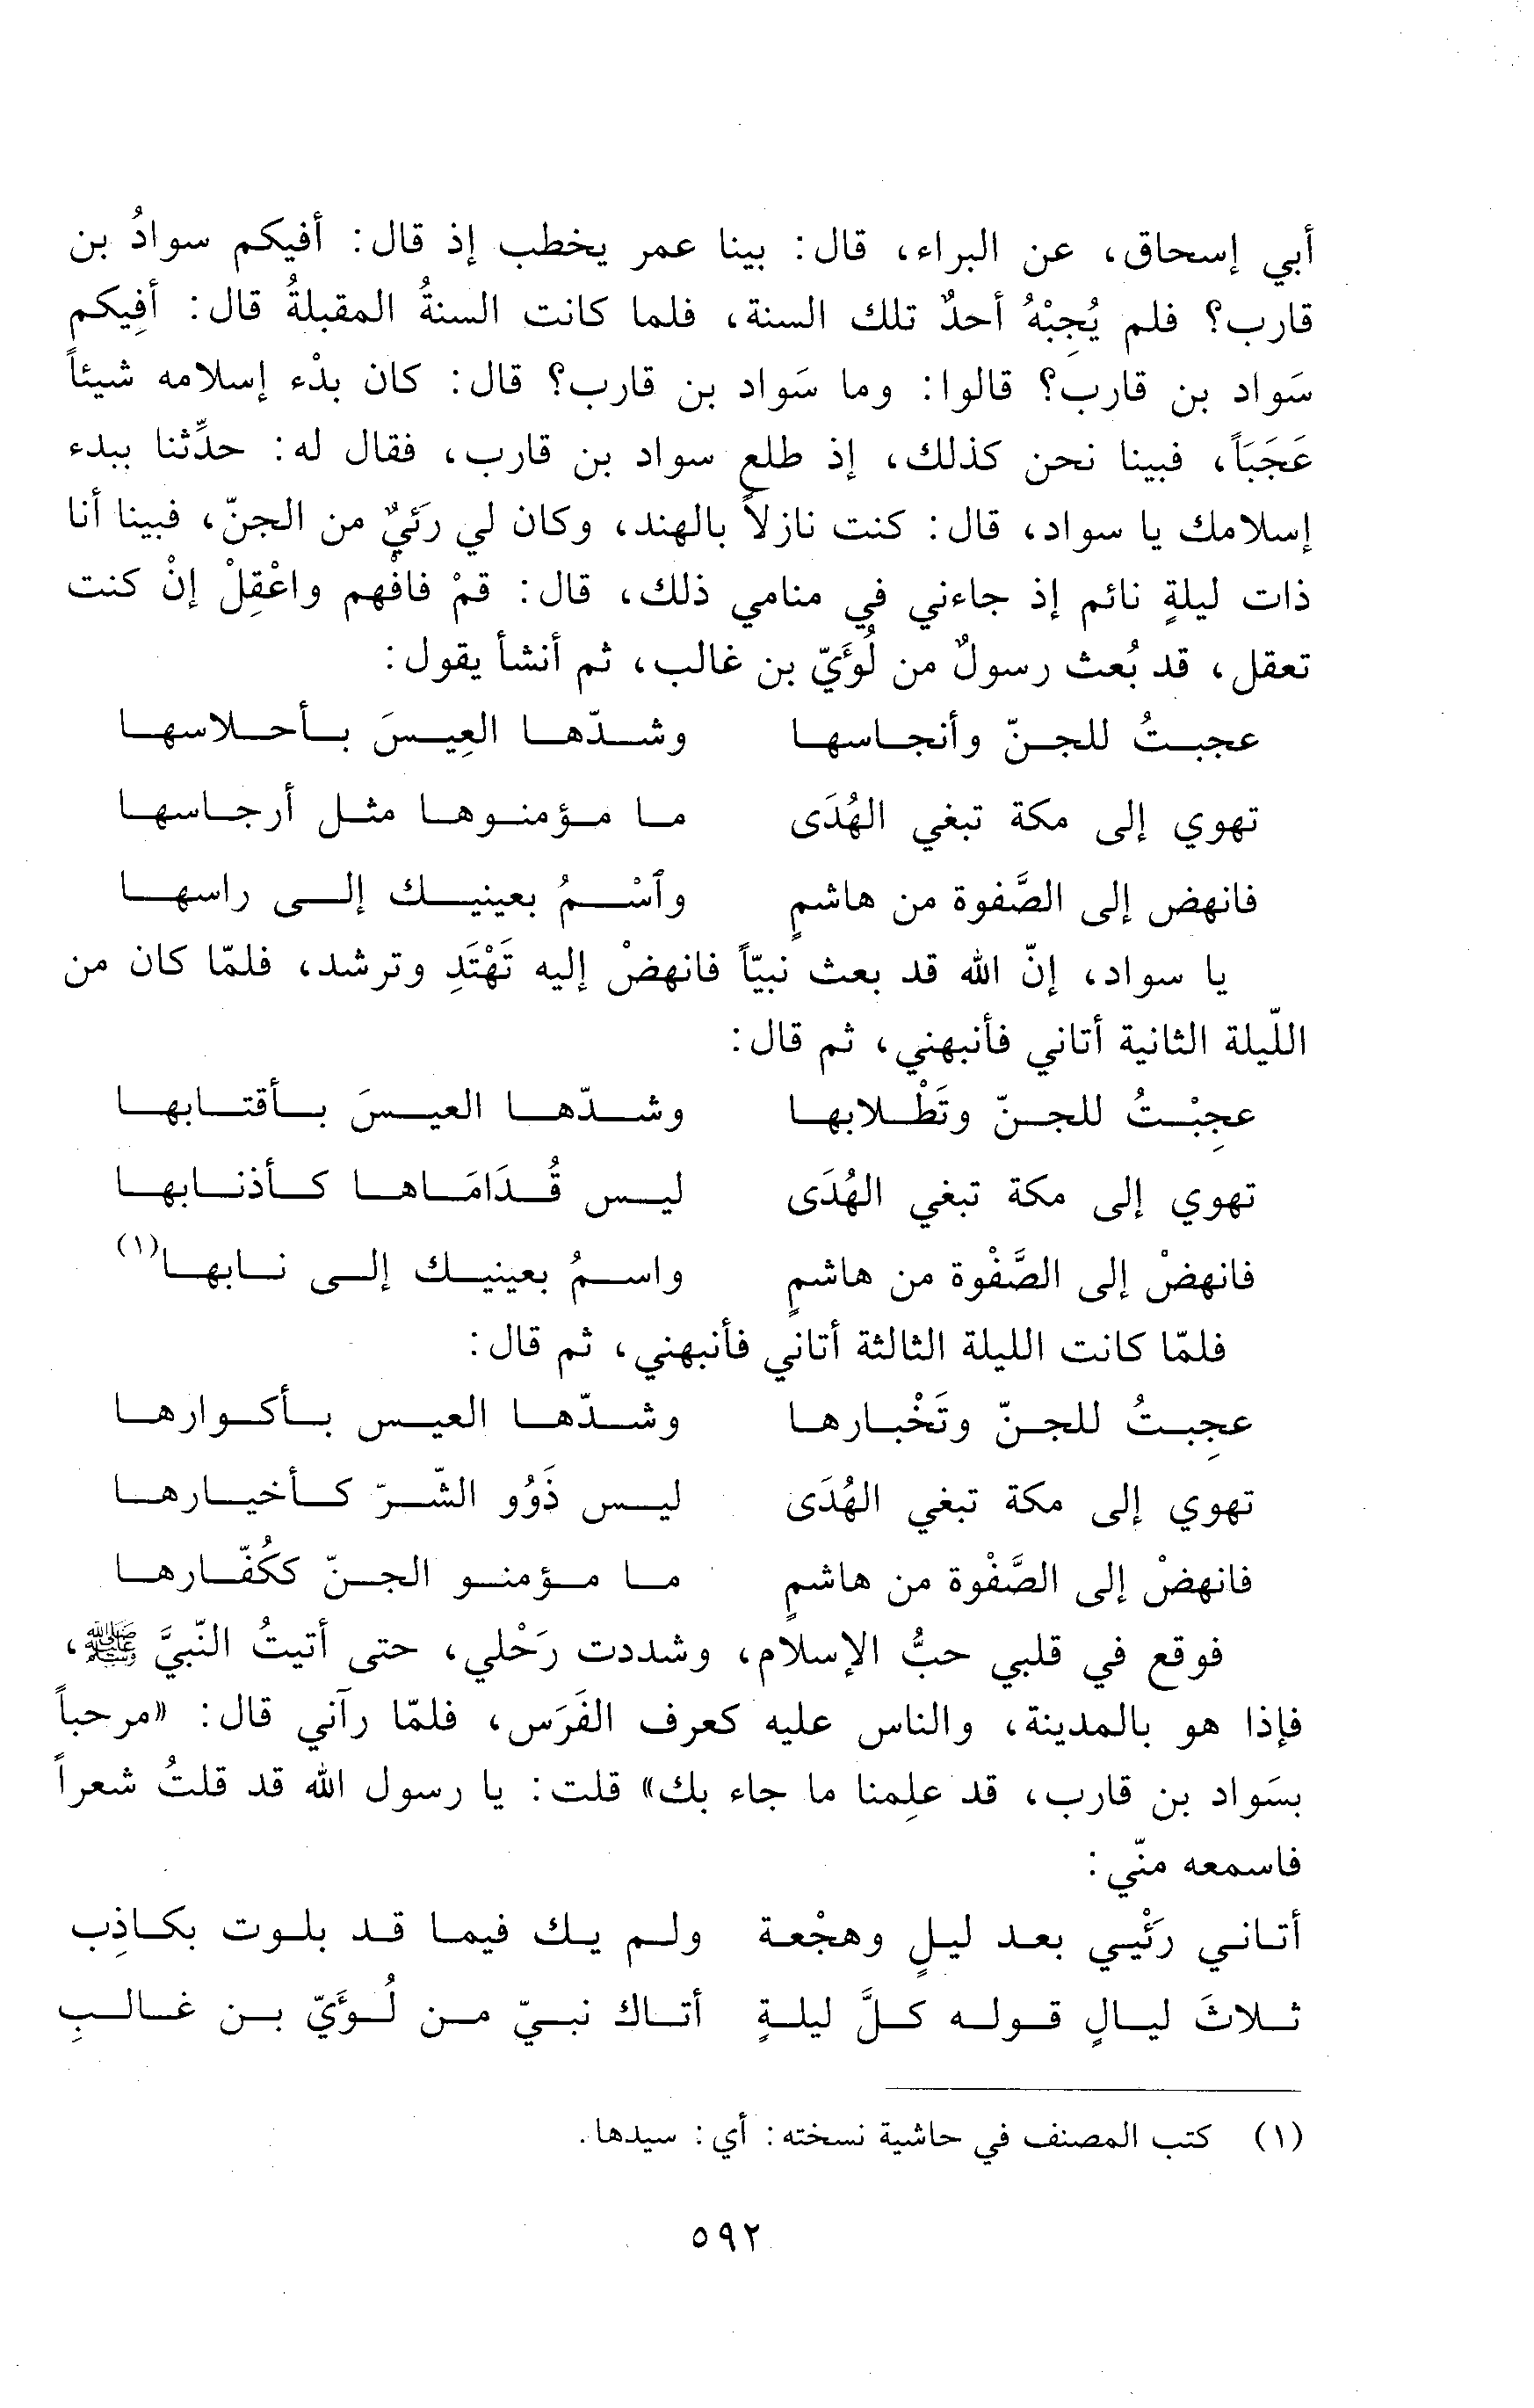 أبي إسحاق، عن البراء، قال: بينا عمر يخطب إذ قال: أفيكم سوادُ بن
قارب؟ فلم يُجِبْهُ أحدٌ تلك السنة، فلما كانت السنةُ المقبلةُ قال: أفِيكم
سَواد بن قارب؟ قالوا: وما سَواد بن قارب؟ قال: كان بدْء إسلامه شيئاً
عَجَبَاً، فبينا نحن كذلك، إذ طلع سواد بن قارب، فقال له: حدِّثنا ببدء
إسلامك يا سواد، قال: كنت نازلاً بالهند، وكان لي رَئيٌ من الجنّ، فبينا أنا
ذات ليلةٍ نائم إذ جاءني في منامي ذلك، قال: قمْ فافْهم واعْقِلْ إنْ كنت
تعقل، قد بُعث رسولٌ من لُؤَيّ بن غالب، ثم أنشأ يقول:
عجبتُ للجنّ وأنجاسها وشدّها العِيسَ بأحلاسها
تهوي إلى مكة تبغي الهُدَى ما مؤمنوها مثل أرجاسها
فانهض إلى الصَّفوة من هاشمٍ وٱسْمُ بعينيك إلى راسها
يا سواد، إنّ الله قد بعث نبيّاً فانهضْ إليه تَهْتَدِ وترشد، فلمّا كان من
اللّيلة الثانية أتاني فأنبهني، ثم قال:
عجِبْتُ للجنّ وتَطْلابها وشدّها العيسَ بأقتابها
تهوي إلى مكة تبغي الهُدَى ليس قُدَامَاها كأذنابها
فانهضْ إلى الصَّفْوة من هاشمٍ واسمُ بعينيك إلى نابها(١)
فلمّا كانت الليلة الثالثة أتاني فأنبهني، ثم قال:
عجِبتُ للجنّ وتَخْبارها وشدّها العيس بأكوارها
تهوي إلى مكة تبغي الهُدَى ليس ذَوُو الشّرّ كأخيارها
فانهضْ إلى الصَّفْوة من هاشمٍ ما مؤمنو الجنّ ككُفّارها
فوقع في قلبي حبُّ الإسلام، وشددت رَحْلي، حتى أتيتُ النّبيَّ ﷺ،
فإذا هو بالمدينة، والناس عليه كعرف الفَرَس، فلمّا رآني قال: «مرحباً
بسَواد بن قارب، قد علِمنا ما جاء بك» قلت: يا رسول الله قد قلتُ شعراً
فاسمعه منّي:
أتاني رَئْيي بعد ليلٍ وهجْعة ولم يك فيما قد بلوت بكاذِب
ثلاثَ ليالٍ قوله كلَّ ليلةٍ أتاك نبيّ من لُؤَيّ بن غالبِ
(١) كتب المصنف في حاشية نسخته: أي: سيدها.
٥٩٢